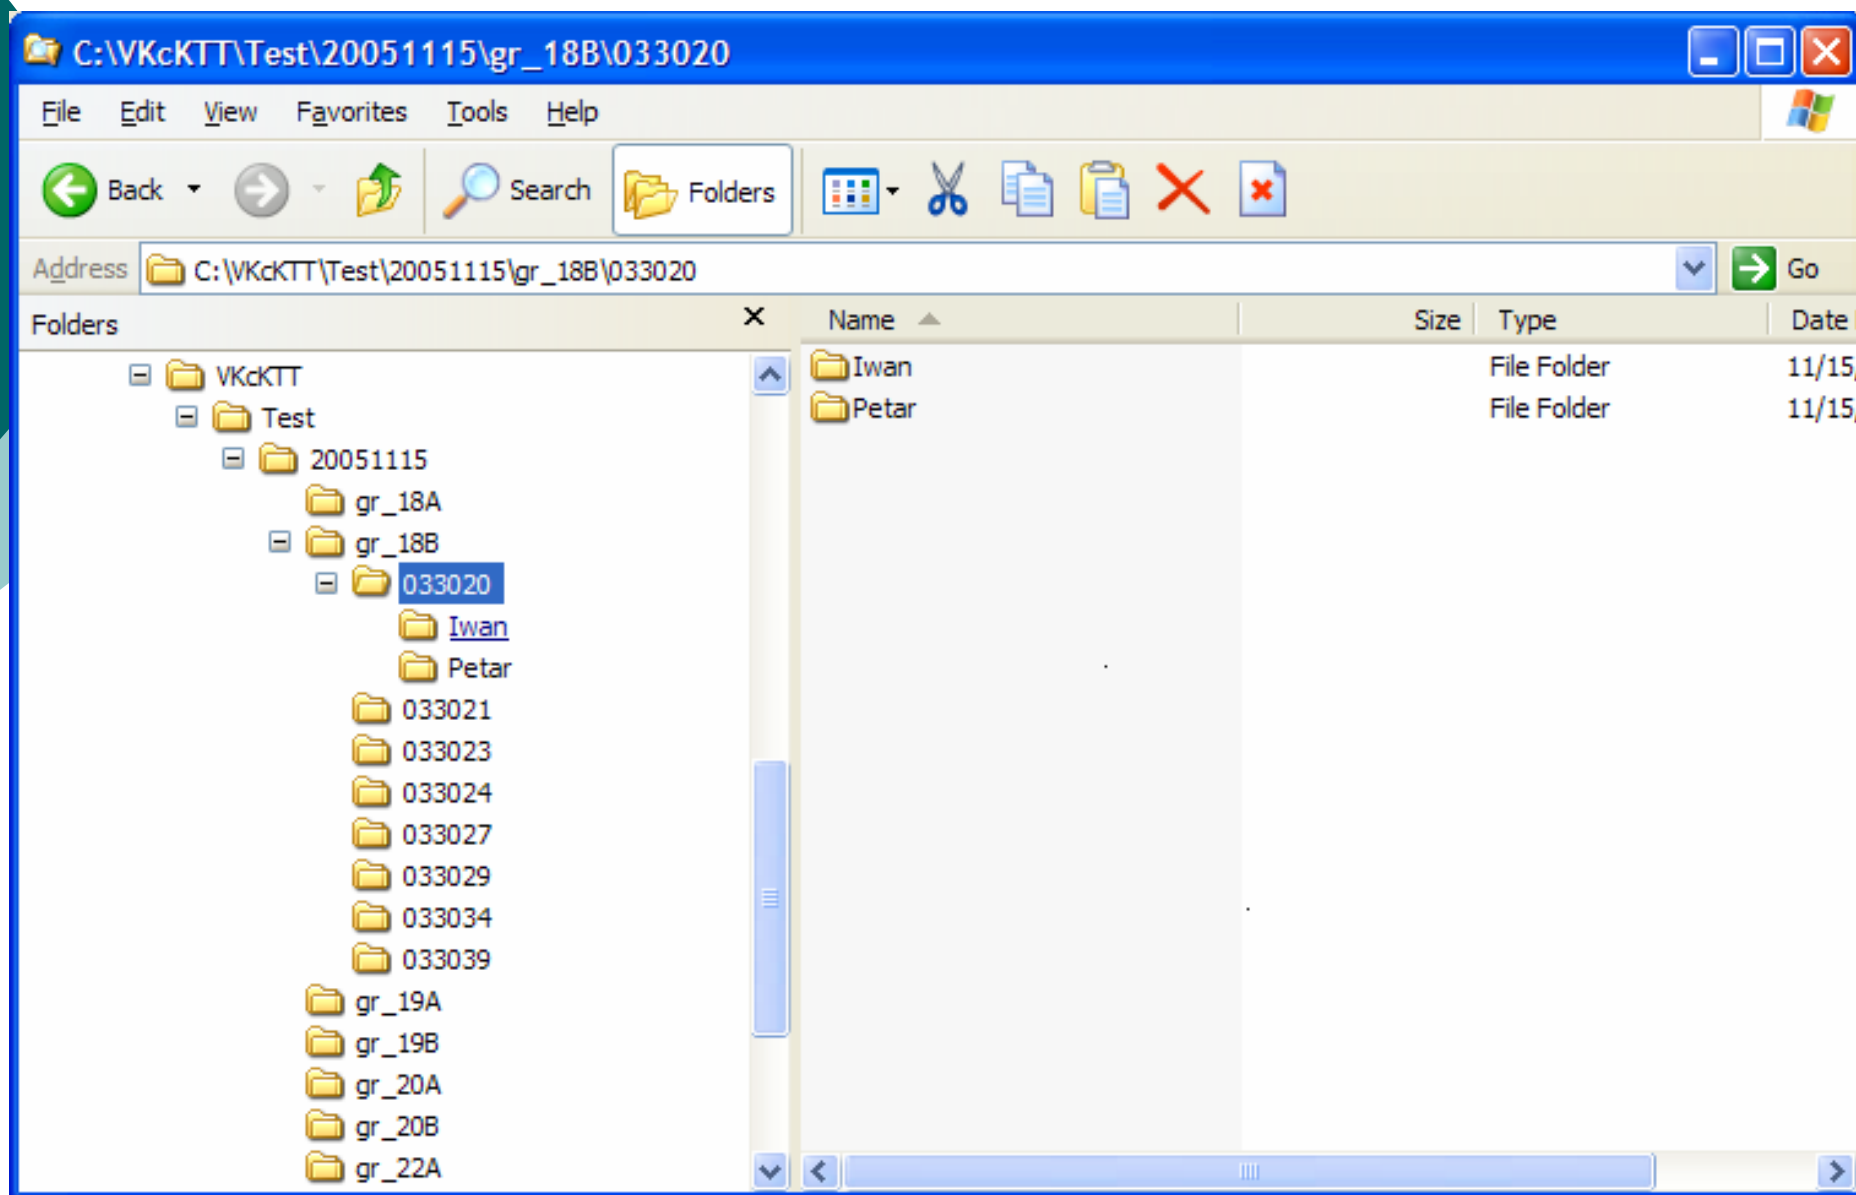 C:\VKcKTT\Test\20051115\gr_18B\033020
File Edit View Favorites Tools Help
Back Search Folders
Address C:\VKcKTT\Test\20051115\gr_18B\033020 Go
Folders
VKcKTT
Test
20051115
gr_18A
gr_18B
033020
Iwan
Petar
033021
033023
033024
033027
033029
033034
033039
gr_19A
gr_19B
gr_20A
gr_20B
gr_22A
Name Size Type Date
Iwan File Folder 11/15,
Petar File Folder 11/15,